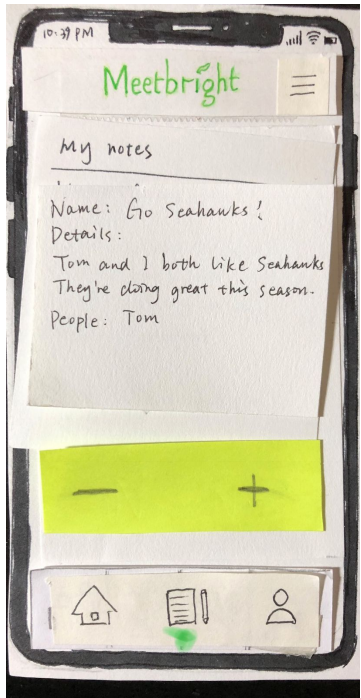 10:39 PM
Meetbright
My notes
Name: Go Seahawks!
Details:
Tom and I both like Seahawks
They're doing great this season.
People: Tom